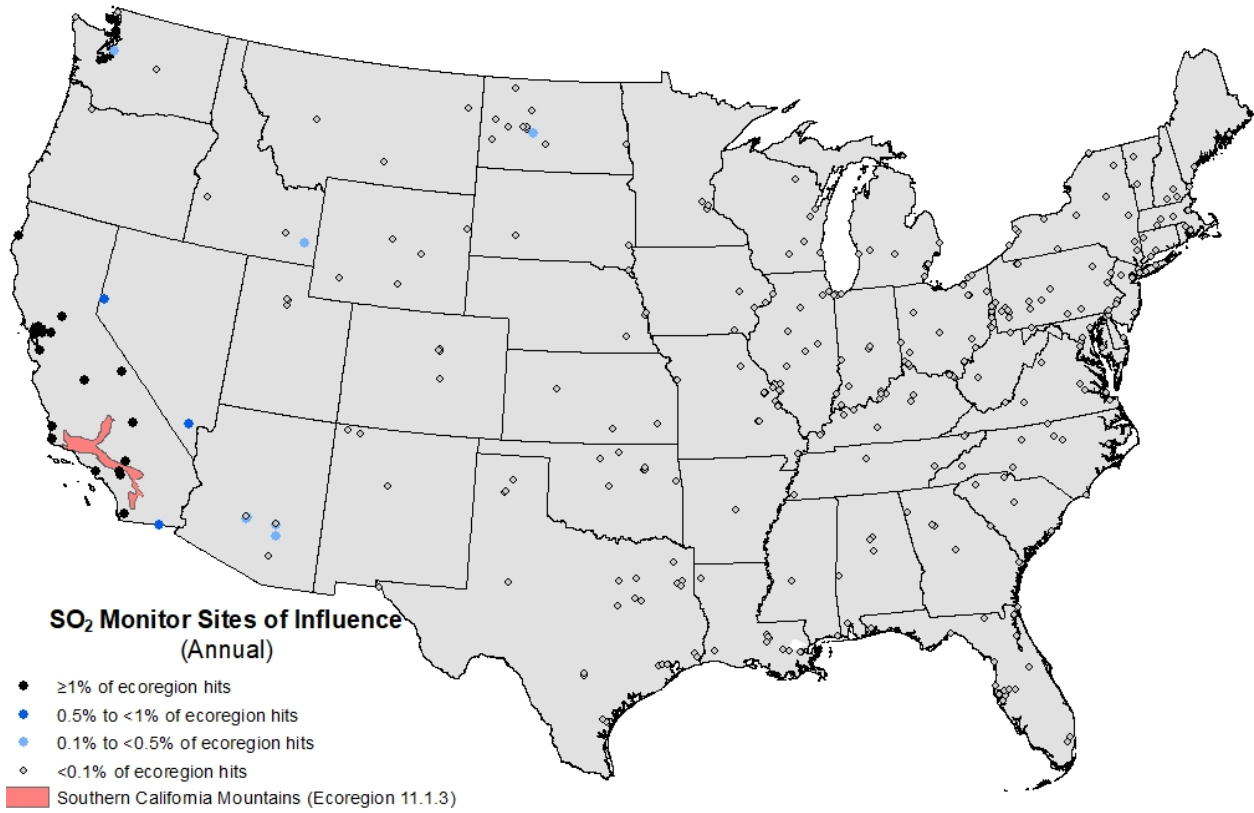 SO₂ Monitor Sites of Influence
(Annual)
≥1% of ecoregion hits
0.5% to <1% of ecoregion hits
0.1% to <0.5% of ecoregion hits
<0.1% of ecoregion hits
Southern California Mountains (Ecoregion 11.1.3)